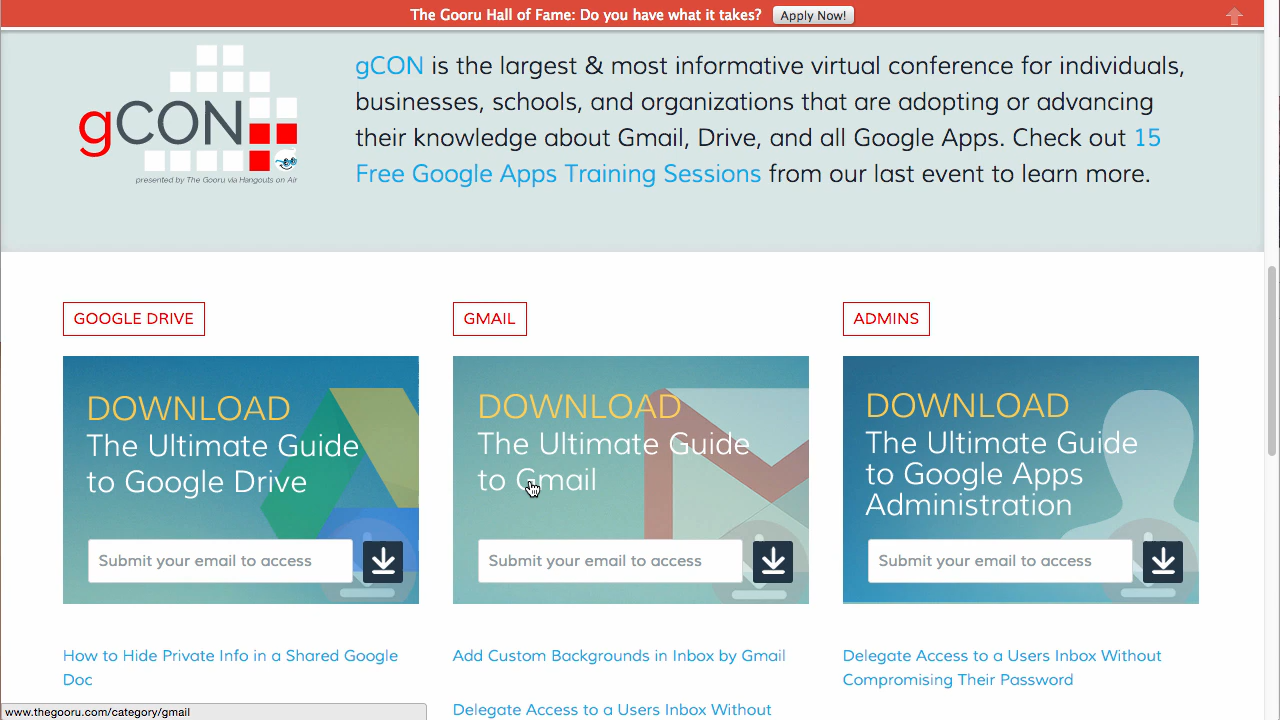 The Gooru Hall of Fame: Do you have what it takes? Apply Now!
gCON
presented by The Gooru via Hangouts on Air
gCON is the largest & most informative virtual conference for individuals,
businesses, schools, and organizations that are adopting or advancing
their knowledge about Gmail, Drive, and all Google Apps. Check out 15
Free Google Apps Training Sessions from our last event to learn more.
GOOGLE DRIVE
DOWNLOAD
The Ultimate Guide
to Google Drive
Submit your email to access
How to Hide Private Info in a Shared Google
Doc
GMAIL
DOWNLOAD
The Ultimate Guide
to Gmail
Submit your email to access
Add Custom Backgrounds in Inbox by Gmail
Delegate Access to a Users Inbox Without
ADMINS
DOWNLOAD
The Ultimate Guide
to Google Apps
Administration
Submit your email to access
Delegate Access to a Users Inbox Without
Compromising Their Password
www.thegooru.com/category/gmail